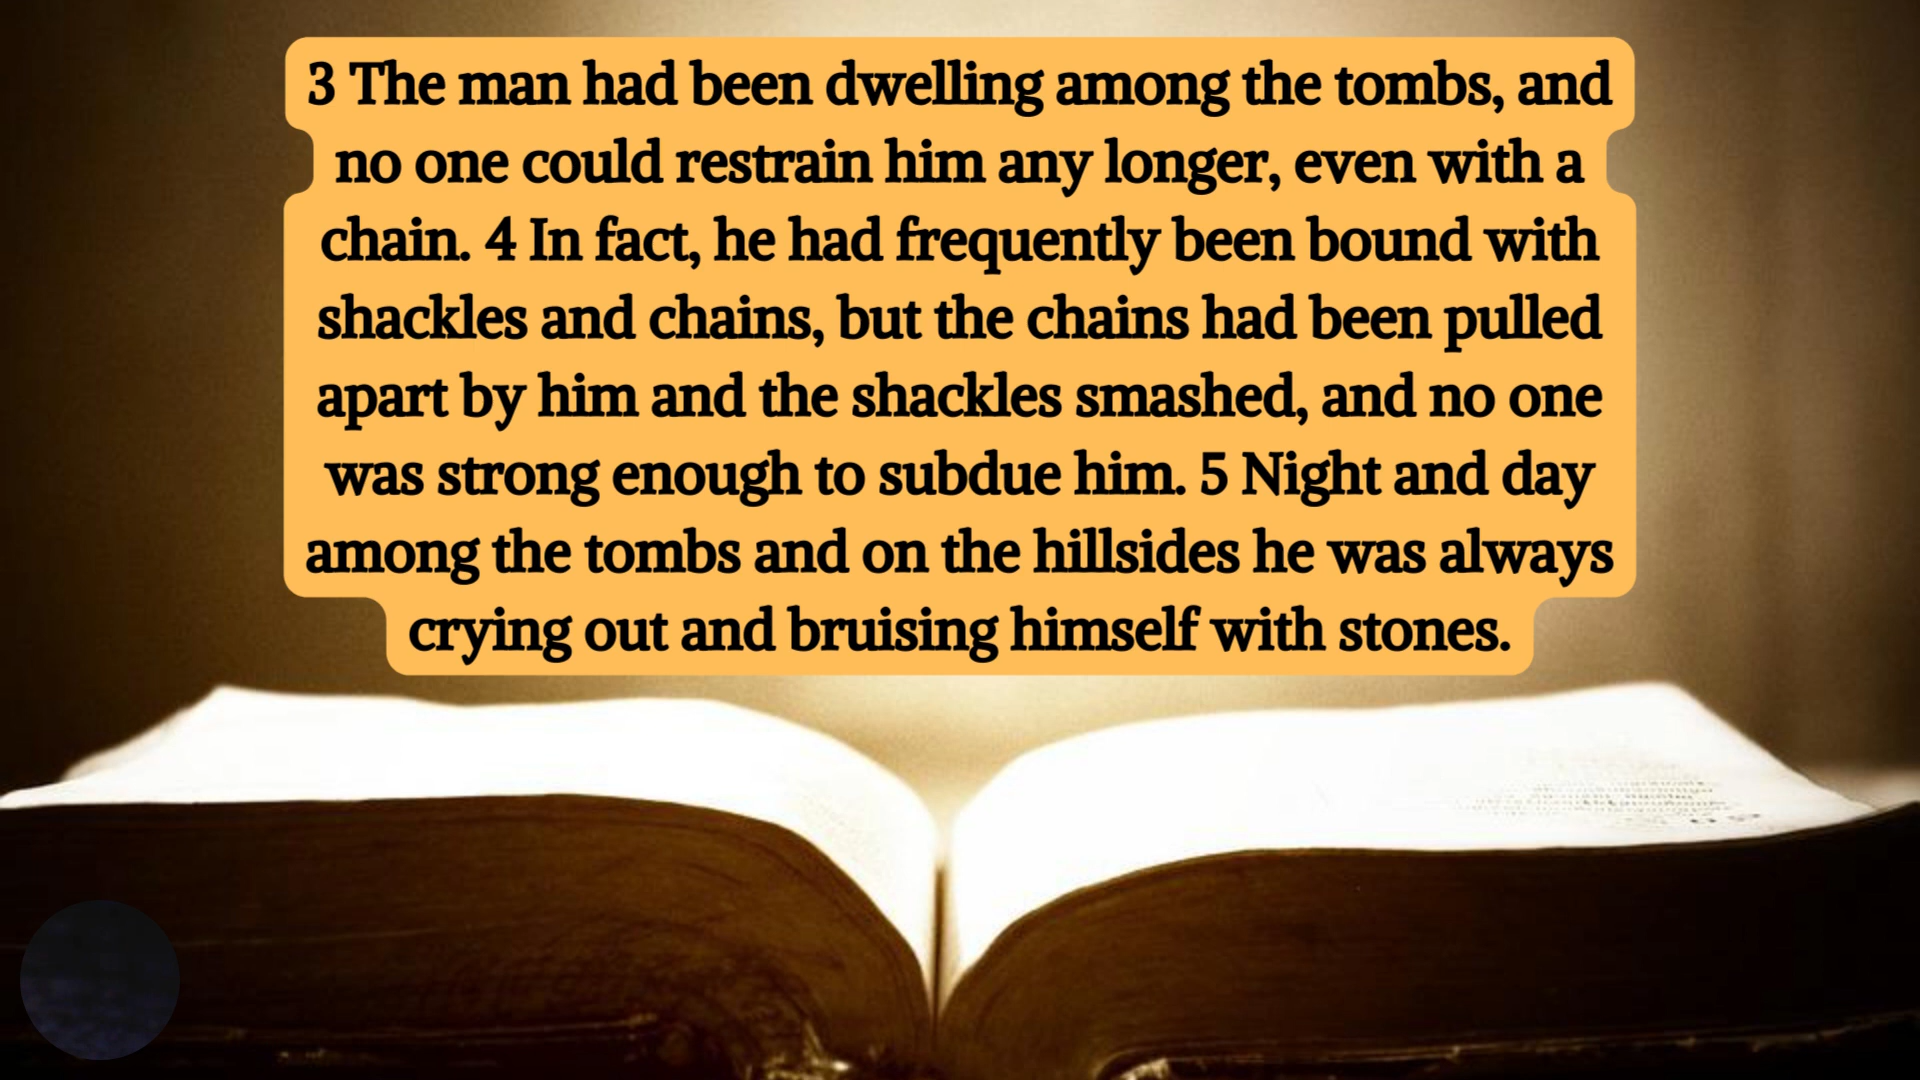 3 The man had been dwelling among the tombs, and
no one could restrain him any longer, even with a
chain. 4 In fact, he had frequently been bound with
shackles and chains, but the chains had been pulled
apart by him and the shackles smashed, and no one
was strong enough to subdue him. 5 Night and day
among the tombs and on the hillsides he was always
crying out and bruising himself with stones.